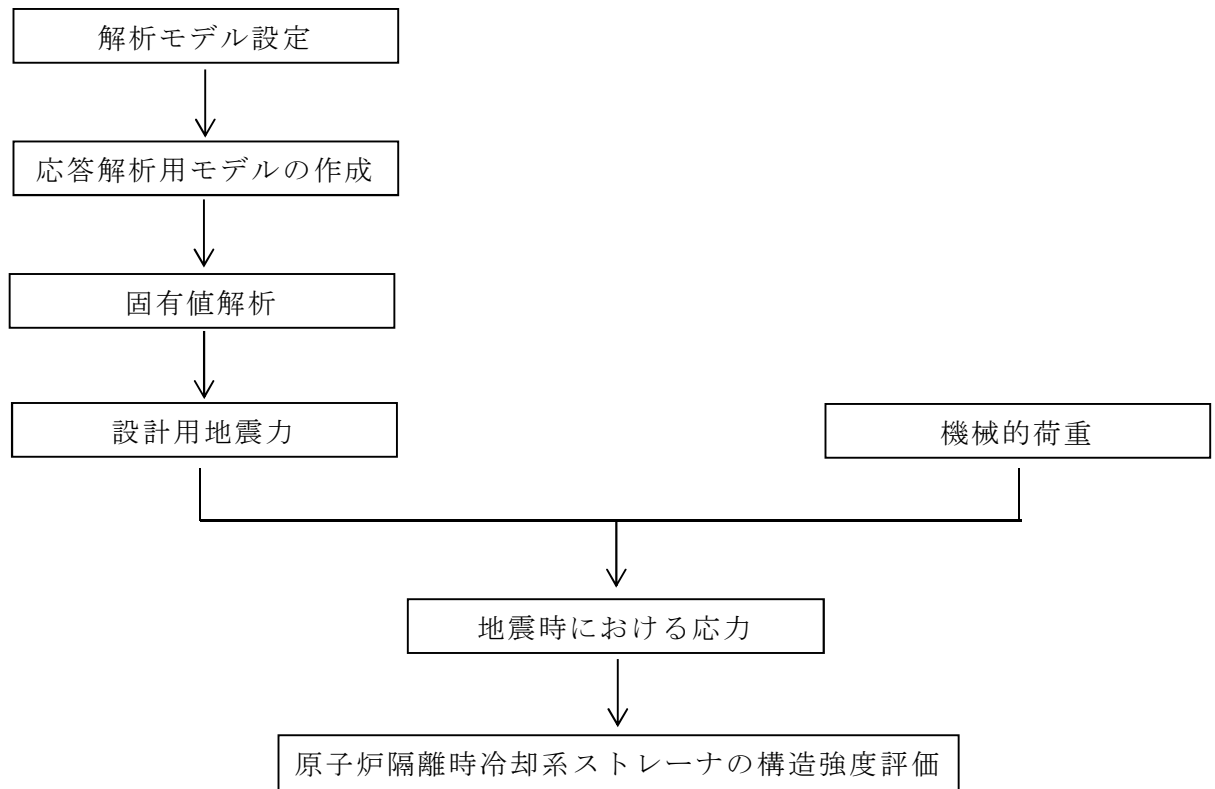 解析モデル設定
応答解析用モデルの作成
固有値解析
設計用地震力
機械的荷重
地震時における応力
原子炉隔離時冷却系ストレーナの構造強度評価